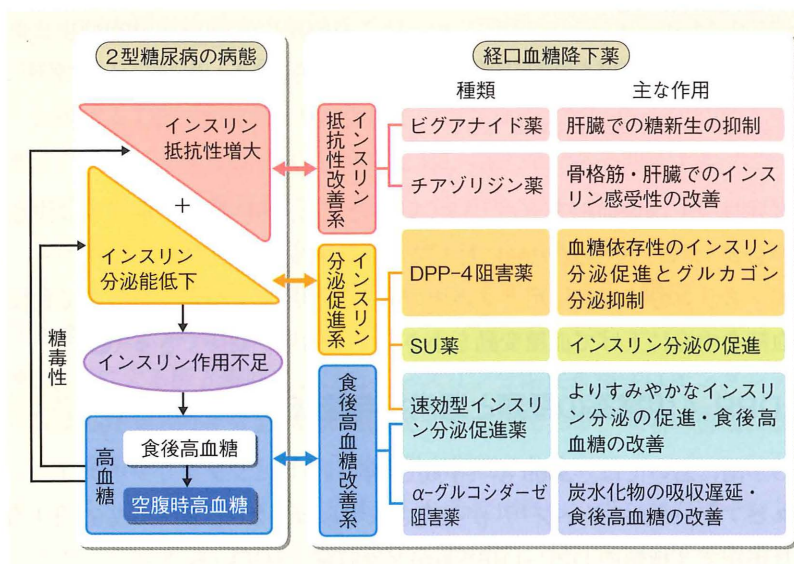 2型糖尿病の病態
インスリン
抵抗性増大
+
インスリン
分泌能低下
インスリン作用不足
糖毒性
高血糖
食後高血糖
空腹時高血糖
経口血糖降下薬
種類
主な作用
インスリン
抵抗性改善系
ビグアナイド薬
肝臓での糖新生の抑制
チアゾリジン薬
骨格筋・肝臓でのインス
リン感受性の改善
インスリン
分泌促進系
DPP-4阻害薬
血糖依存性のインスリン
分泌促進とグルカゴン
分泌抑制
SU薬
インスリン分泌の促進
食後高血糖改善系
速効型インスリ
ン分泌促進薬
よりすみやかなインスリ
ン分泌の促進・食後高
血糖の改善
α-グルコシダーゼ
阻害薬
炭水化物の吸収遅延・
食後高血糖の改善